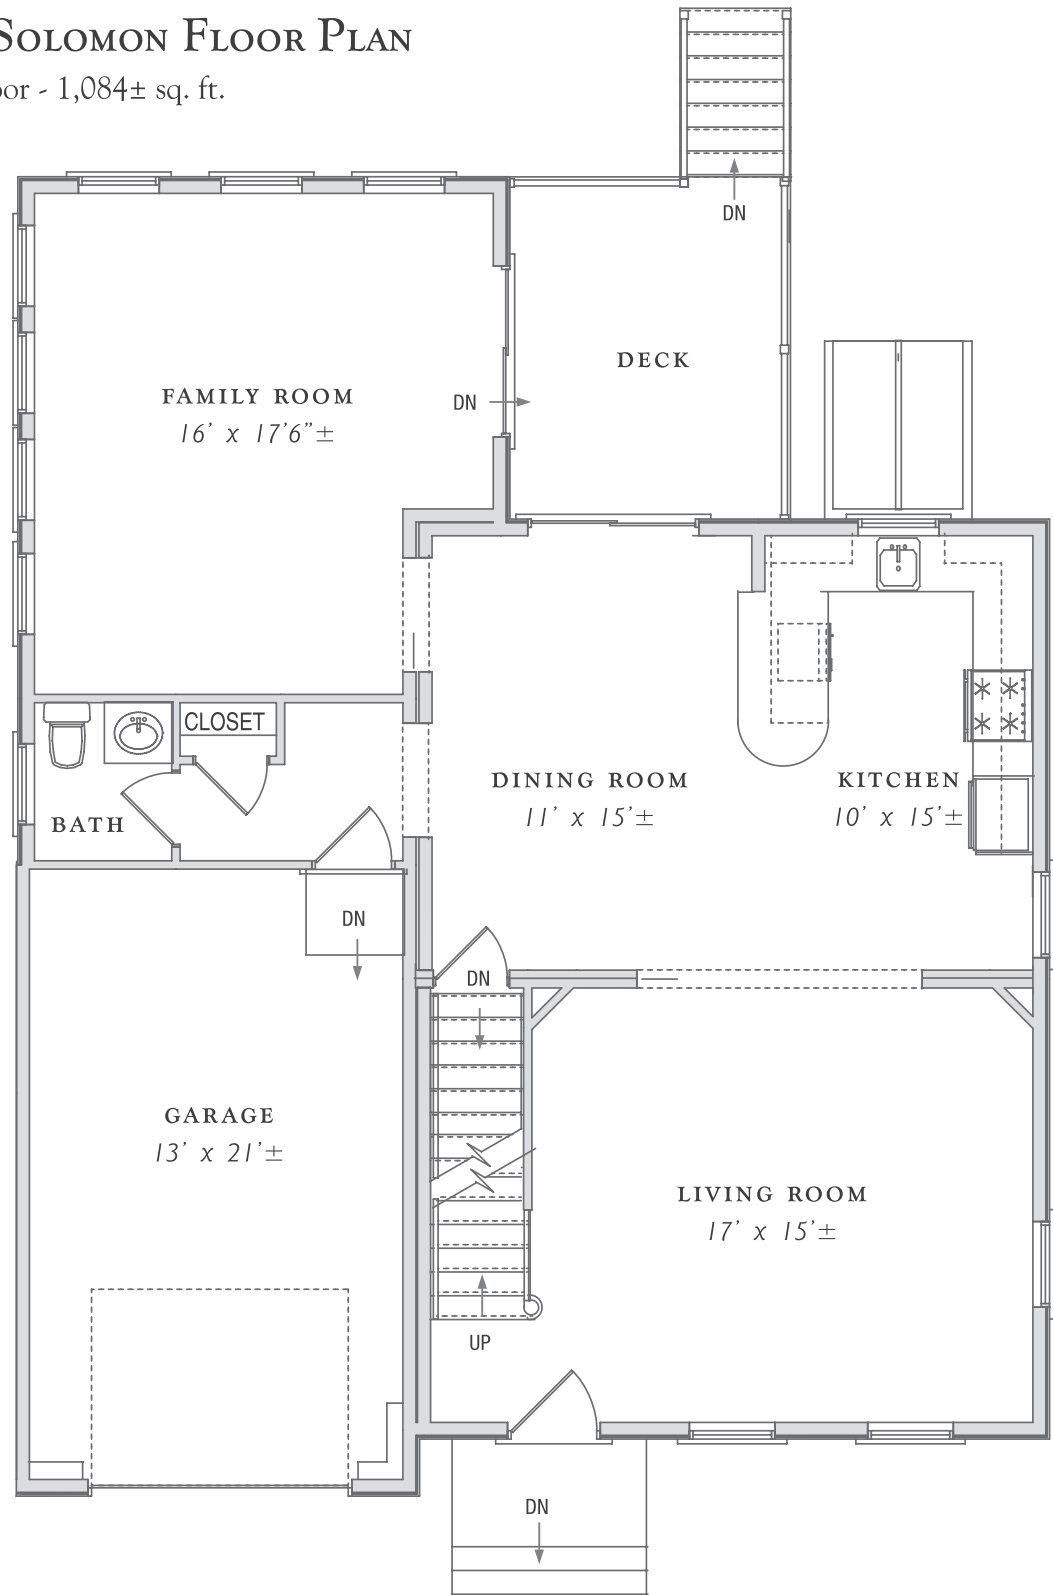 SOLOMON FLOOR PLAN
oor - 1,084± sq. ft.
DN
DECK
FAMILY ROOM
16' x 17'6"±
DN
CLOSET
BATH
DINING ROOM
11' x 15'±
KITCHEN
10' x 15'±
DN
DN
GARAGE
13' x 21'±
LIVING ROOM
17' x 15'±
UP
DN